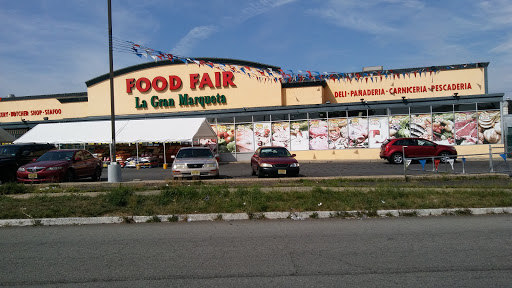 FOOD FAIR
La Gran Marqueta
DELI - PANADERIA - CARNICERIA - PESCADERIA
BUTCHER SHOP - SEAFOOD